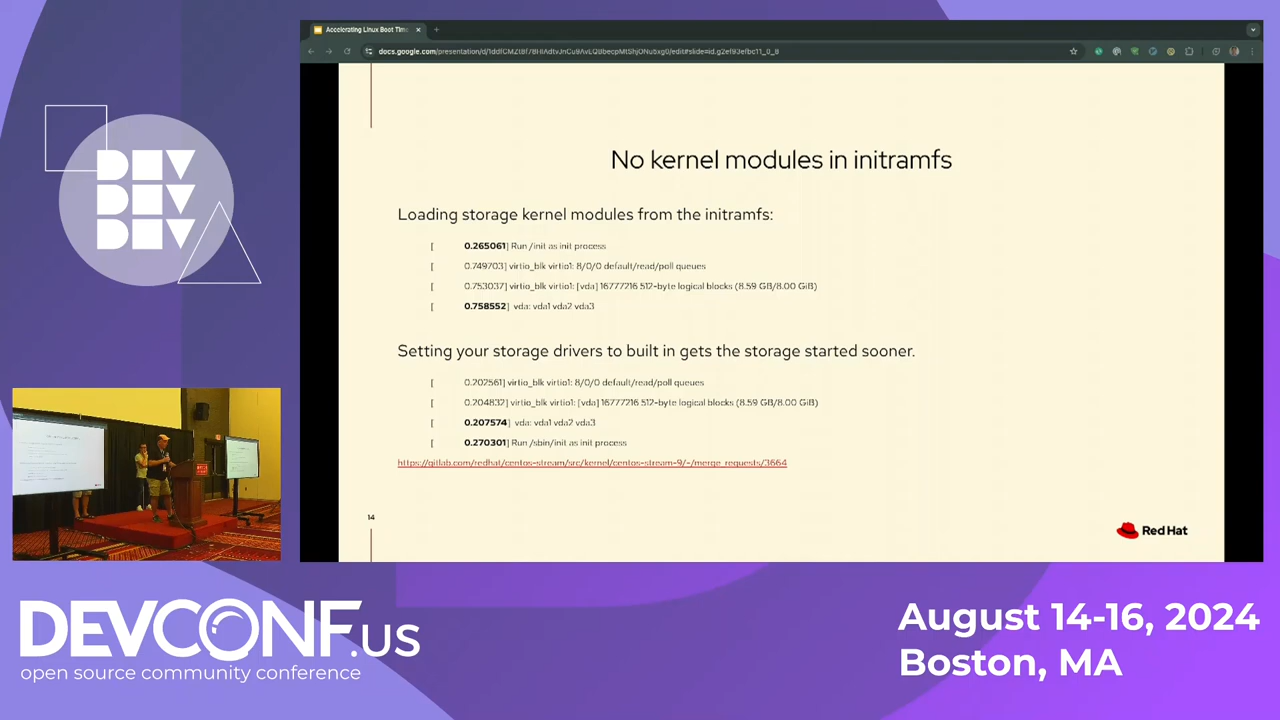 Accelerating Linux Boot Time
docs.google.com/presentation/d/
No kernel modules in initramfs
Loading storage kernel modules from the initramfs:
[ 0.265061] Run /init as init process
[ 0.749703] virtio_blk virtio1: 8/0/0 default/read/poll queues
[ 0.753037] virtio_blk virtio1: [vda] 16777216 512-byte logical blocks (8.59 GB/8.00 GiB)
[ 0.758552] vda: vda1 vda2 vda3
Setting your storage drivers to built in gets the storage started sooner.
[ 0.202561] virtio_blk virtio1: 8/0/0 default/read/poll queues
[ 0.204832] virtio_blk virtio1: [vda] 16777216 512-byte logical blocks (8.59 GB/8.00 GiB)
[ 0.207574] vda: vda1 vda2 vda3
[ 0.270301] Run /sbin/init as init process
https://gitlab.com/redhat/centos-stream/src/kernel/centos-stream-9/-/merge_requests/3664
14
Red Hat
DEV
DEV
DEV
DEVCONF.US
open source community conference
August 14-16, 2024
Boston, MA